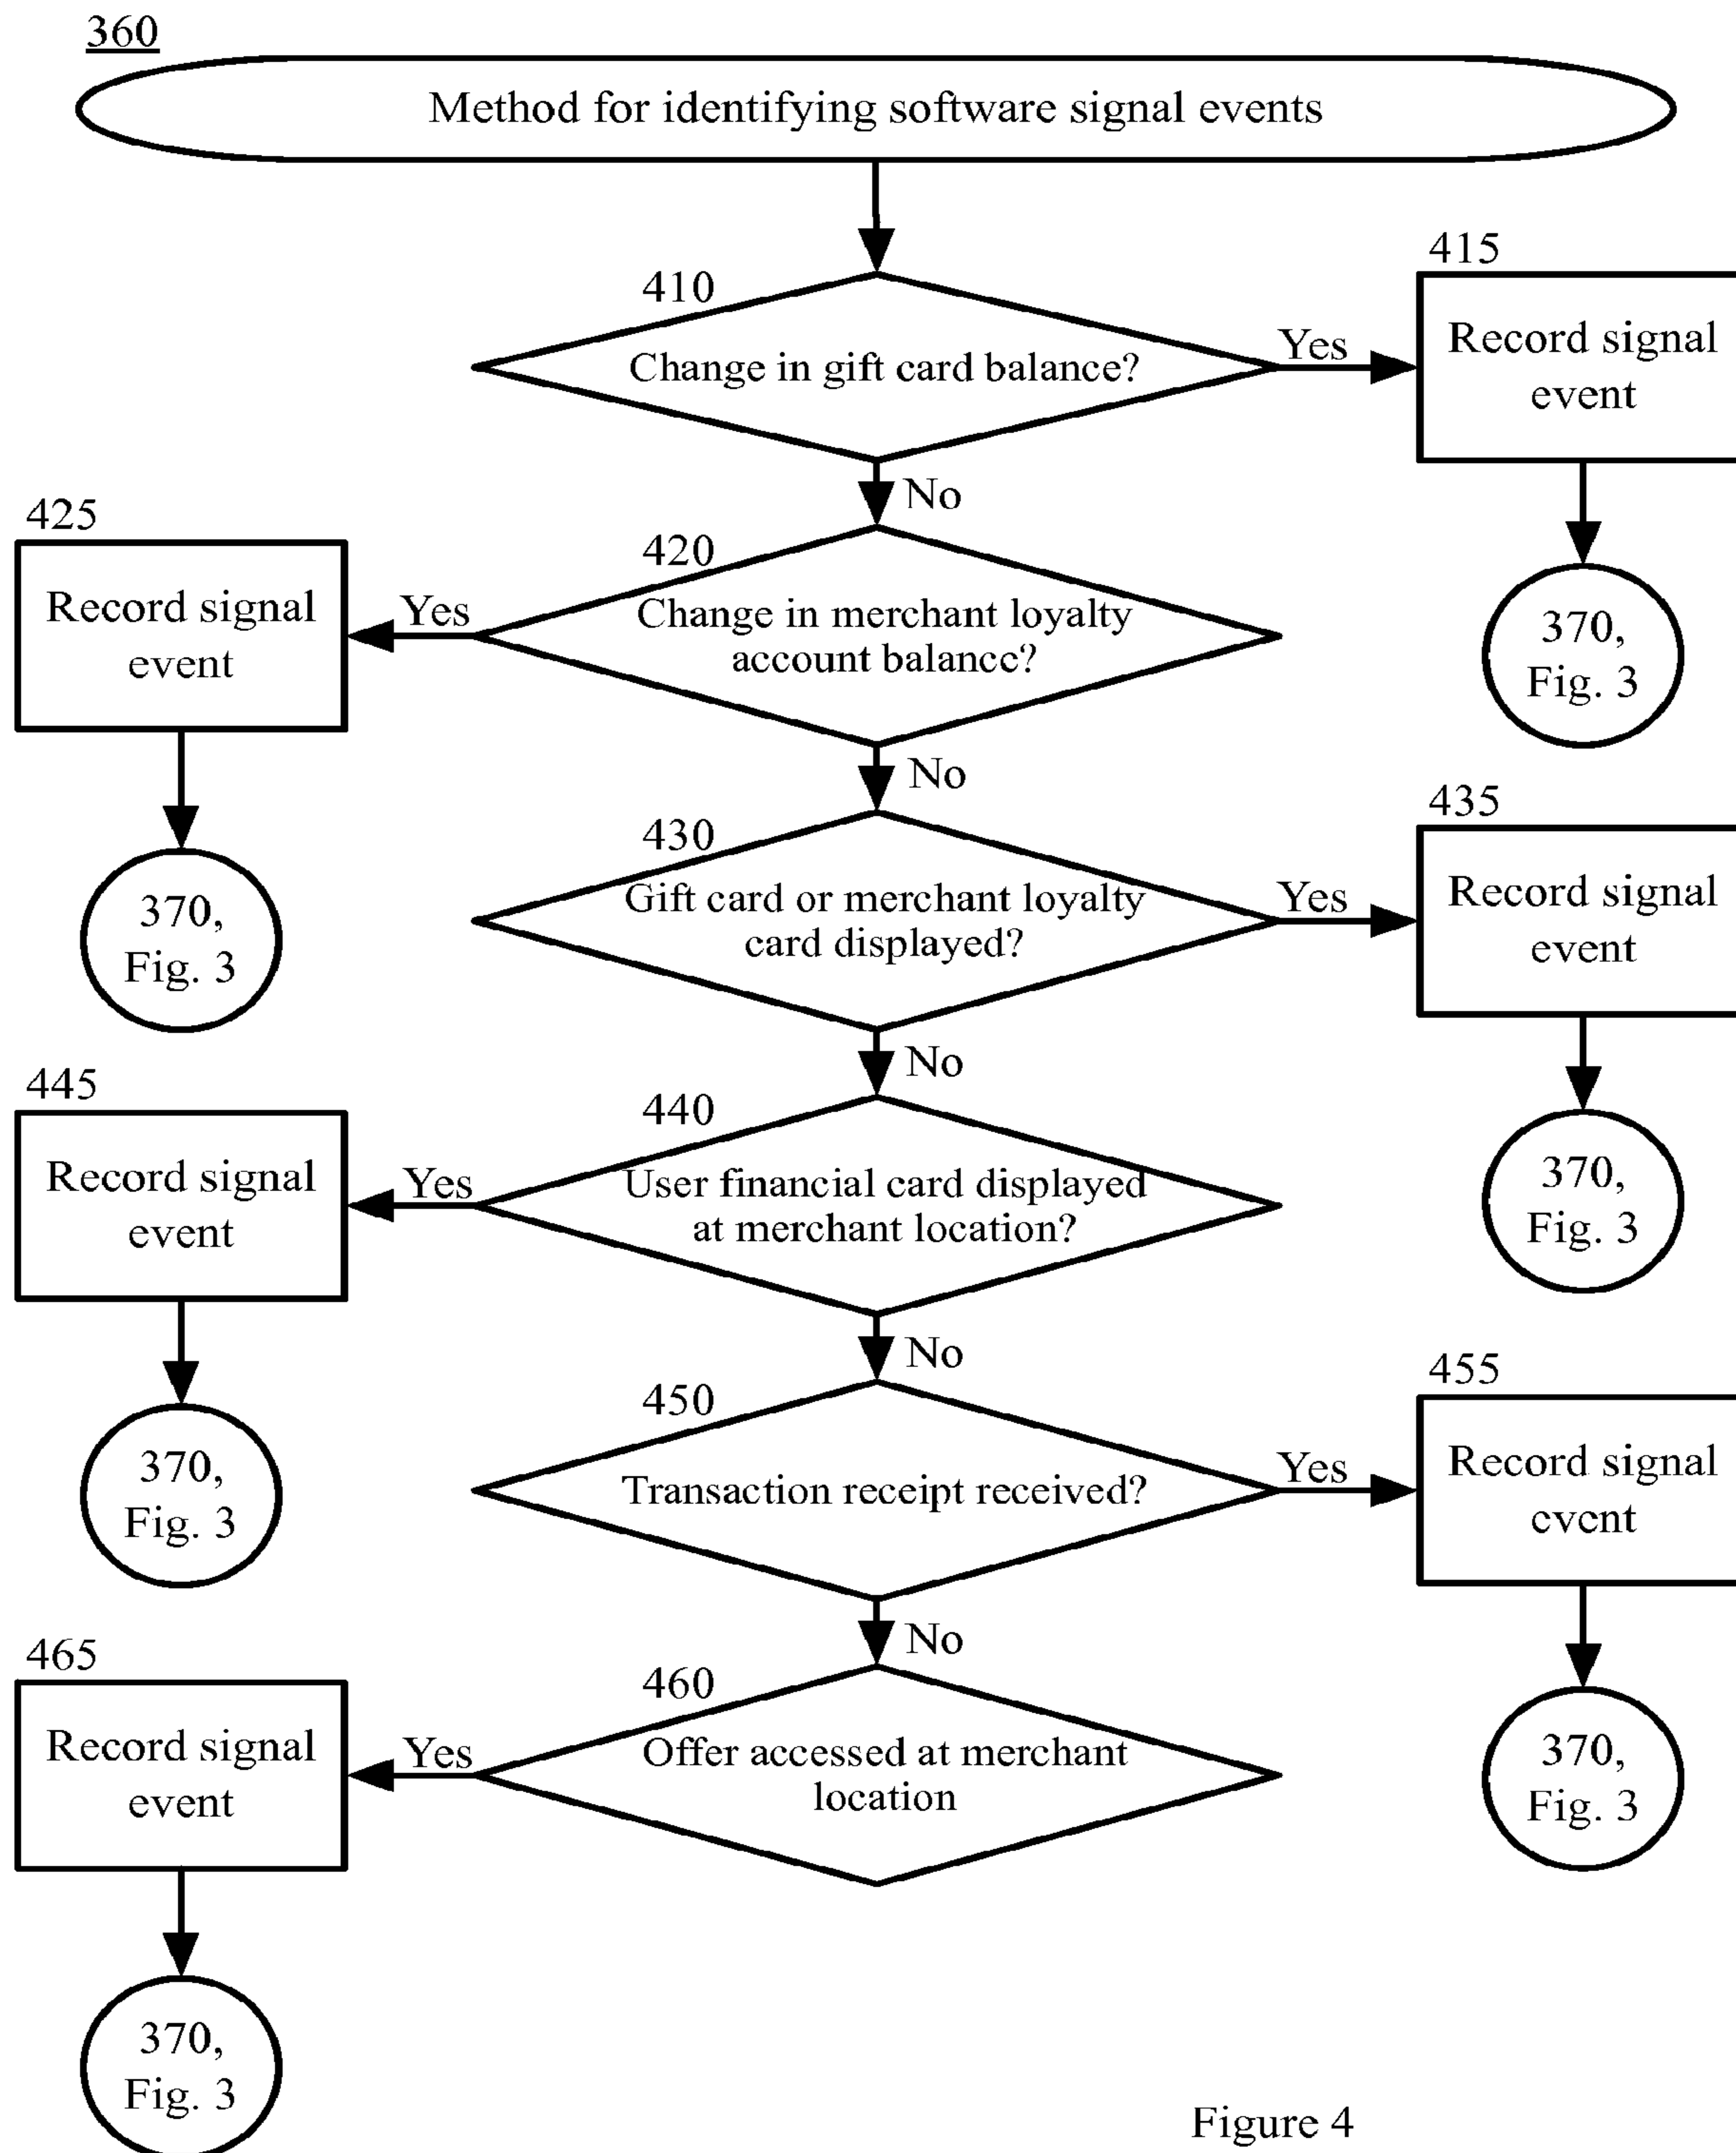 360
Method for identifying software signal events
410
Change in gift card balance?
Yes
415
Record signal
event
370,
Fig. 3
No
420
Change in merchant loyalty
account balance?
Yes
425
Record signal
event
370,
Fig. 3
No
430
Gift card or merchant loyalty
card displayed?
Yes
435
Record signal
event
370,
Fig. 3
No
440
User financial card displayed
at merchant location?
Yes
445
Record signal
event
370,
Fig. 3
No
450
Transaction receipt received?
Yes
455
Record signal
event
370,
Fig. 3
No
460
Offer accessed at merchant
location
Yes
465
Record signal
event
370,
Fig. 3
Figure 4